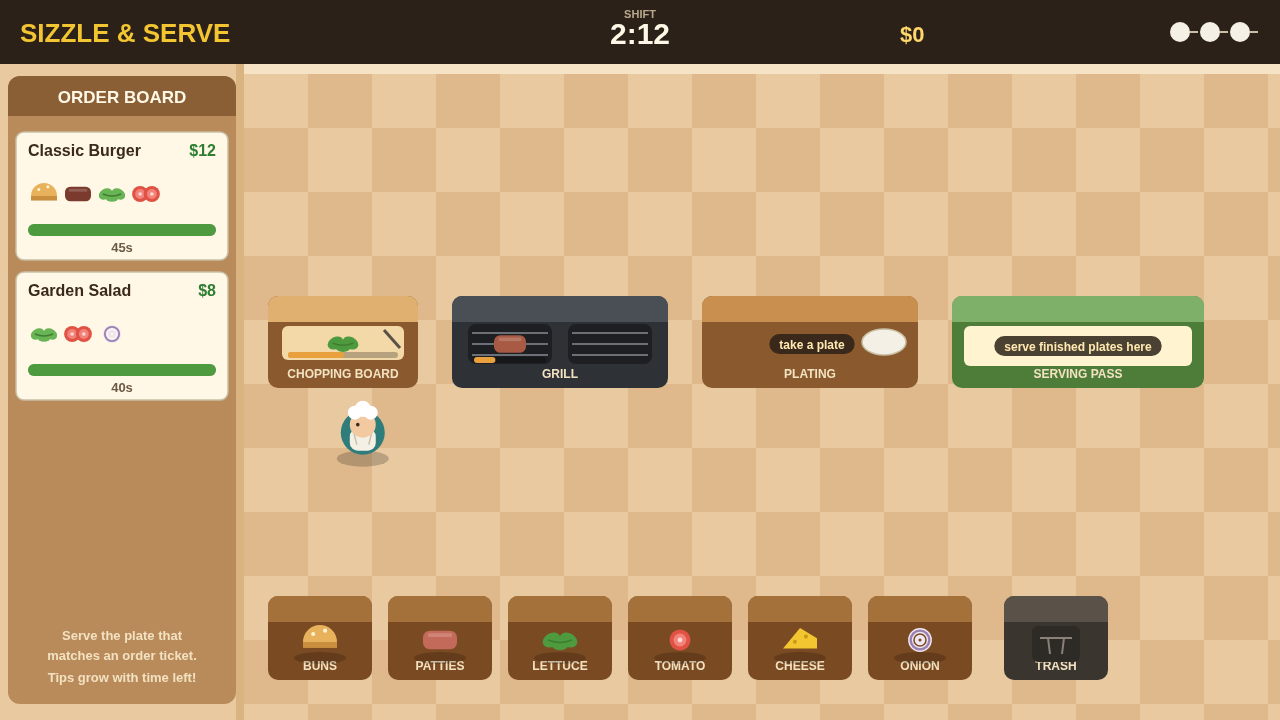 SIZZLE & SERVE
SHIFT
2:12
$0
ORDER BOARD
Classic Burger $12
45s
Garden Salad $8
40s
Serve the plate that
matches an order ticket.
Tips grow with time left!
CHOPPING BOARD
GRILL
take a plate
PLATING
serve finished plates here
SERVING PASS
BUNS
PATTIES
LETTUCE
TOMATO
CHEESE
ONION
TRASH